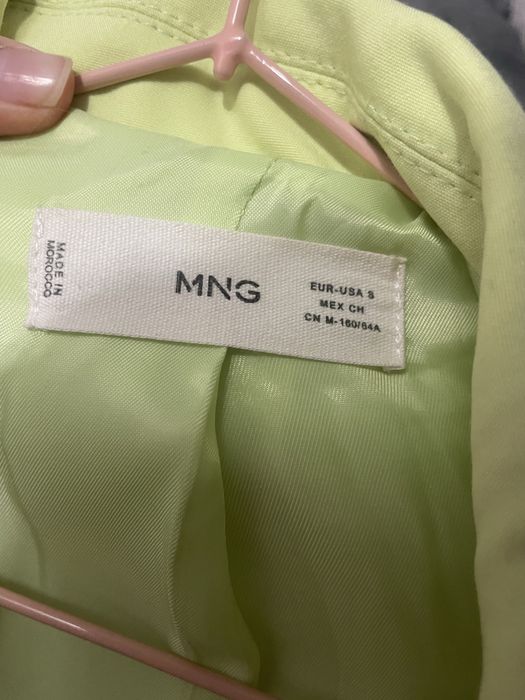 MADE IN
MOROCCO
MNG
EUR-USA S
MEX CH
CN M-160/84A